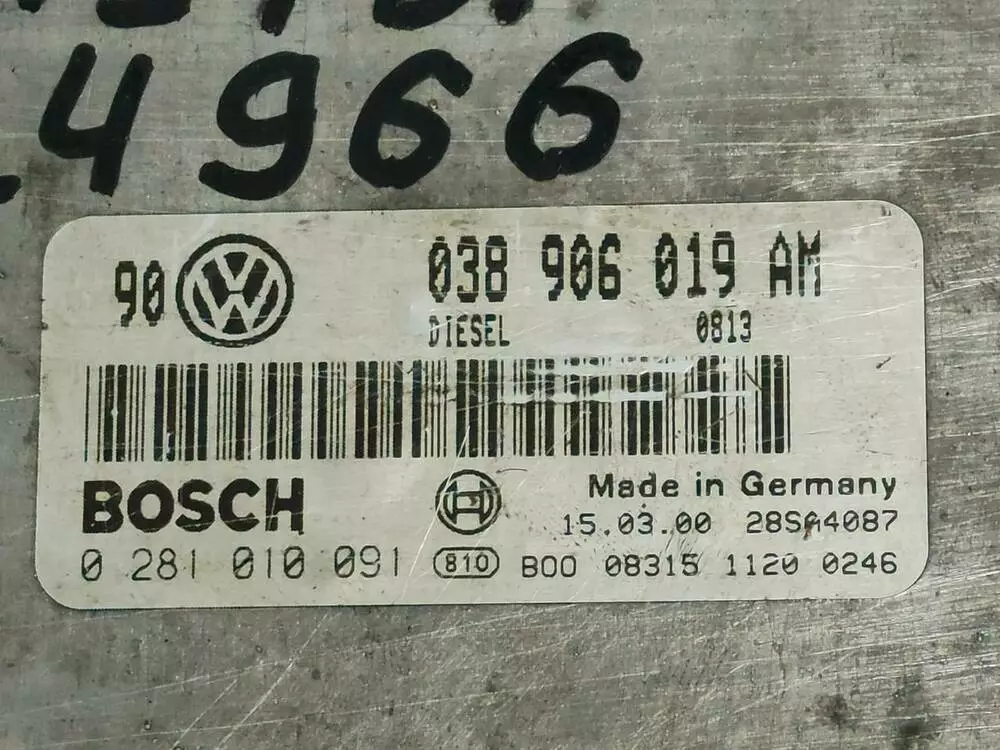 4966
90 VW 038 906 019 AM
DIESEL 0813
BOSCH
Made in Germany
15.03.00 28SA4087
0 281 010 091 810 B00 08315 1120 0246